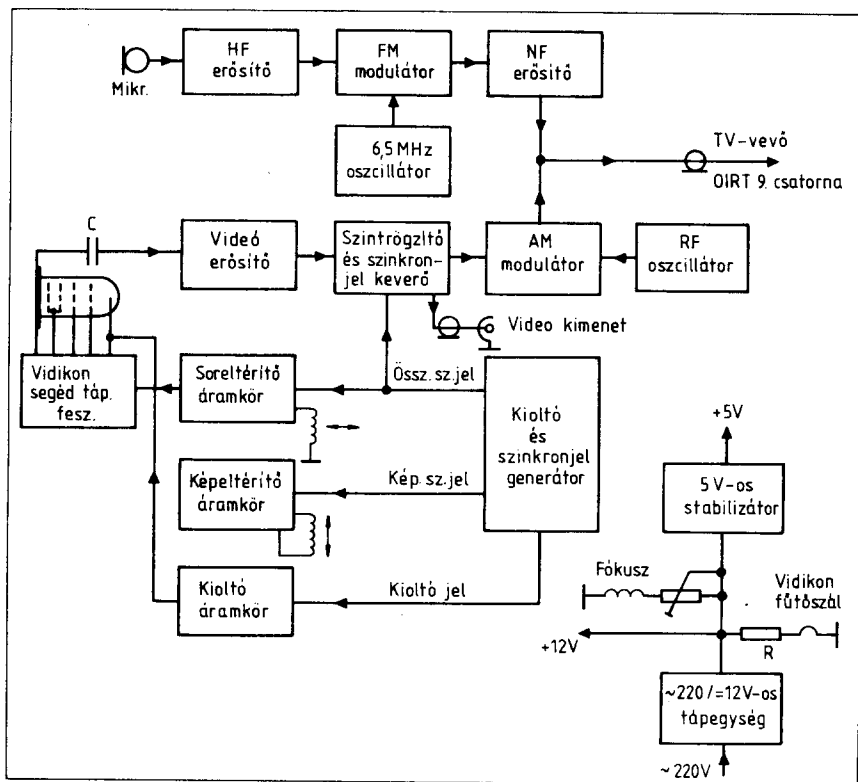 HF
erősítő
FM
modulátor
NF
erősítő
Mikr.
6,5 MHz
oszcillátor
TV-vevő
OIRT 9. csatorna
C
Videó
erősítő
Színtrögzítő
és szinkron-
jel keverő
AM
modulátor
RF
oszcillátor
Video kimenet
Vidikon
segéd táp.
fesz.
Soreltérítő
áramkör
Össz. sz.jel
Kioltó
és
szinkronjel
generátor
Képeltérítő
áramkör
Kép. sz.jel
Kioltó
áramkör
Kioltó jel
+5V
5 V-os
stabilizátor
Fókusz
Vidikon
fűtőszál
+12V
R
~220/=12V-os
tápegység
~220V